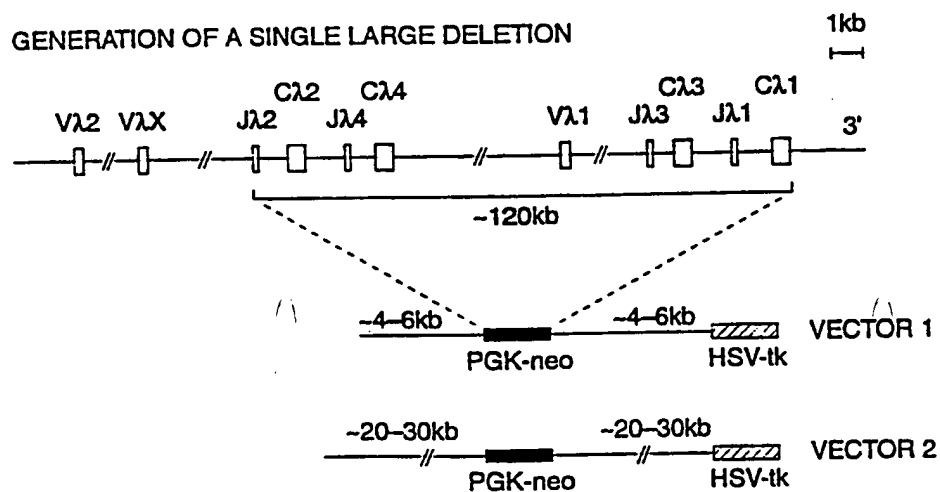 1kb
GENERATION OF A SINGLE LARGE DELETION
Cλ2 Cλ4 Cλ3 Cλ1
Vλ2 VλX Jλ2 Jλ4 Vλ1 Jλ3 Jλ1 3'
~120kb
~4–6kb ~4–6kb VECTOR 1
PGK-neo HSV-tk
~20–30kb ~20–30kb VECTOR 2
PGK-neo HSV-tk